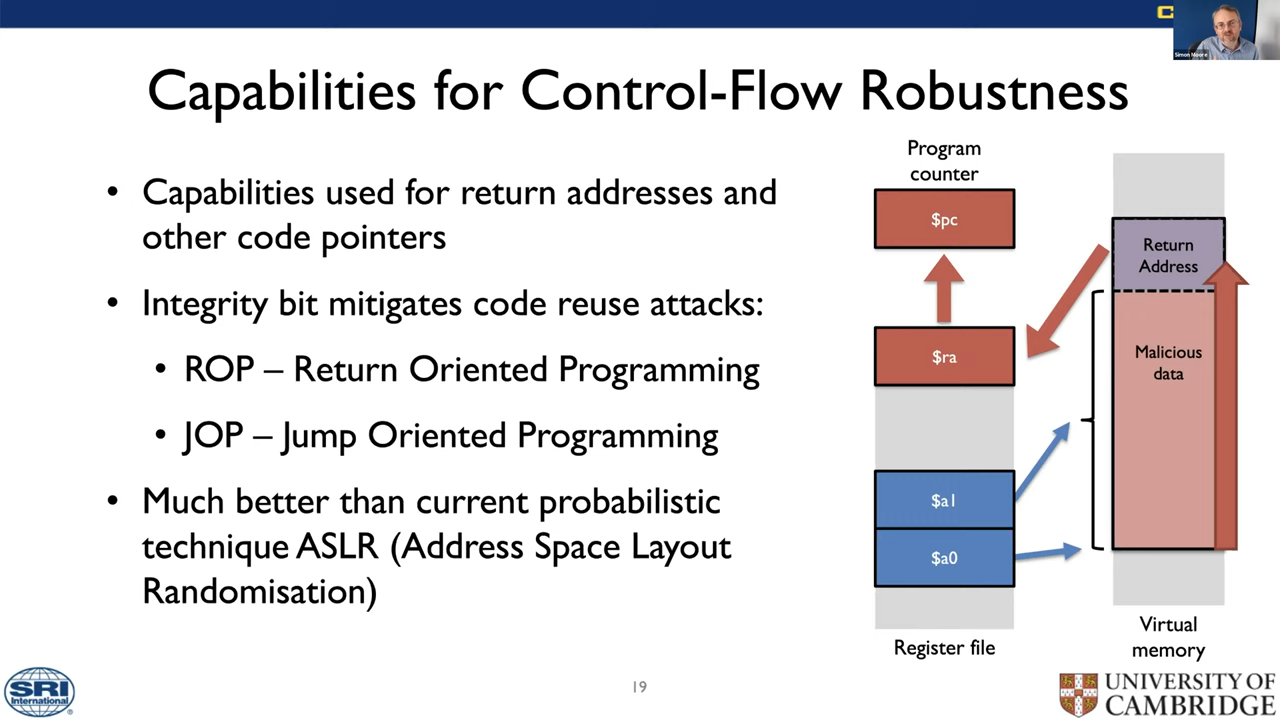 Simon Moore
Capabilities for Control-Flow Robustness
• Capabilities used for return addresses and
other code pointers
• Integrity bit mitigates code reuse attacks:
• ROP – Return Oriented Programming
• JOP – Jump Oriented Programming
• Much better than current probabilistic
technique ASLR (Address Space Layout
Randomisation)
Program
counter
$pc
$ra
$a1
$a0
Register file
Return
Address
Malicious
data
Virtual
memory
SRI
International
19
UNIVERSITY OF
CAMBRIDGE